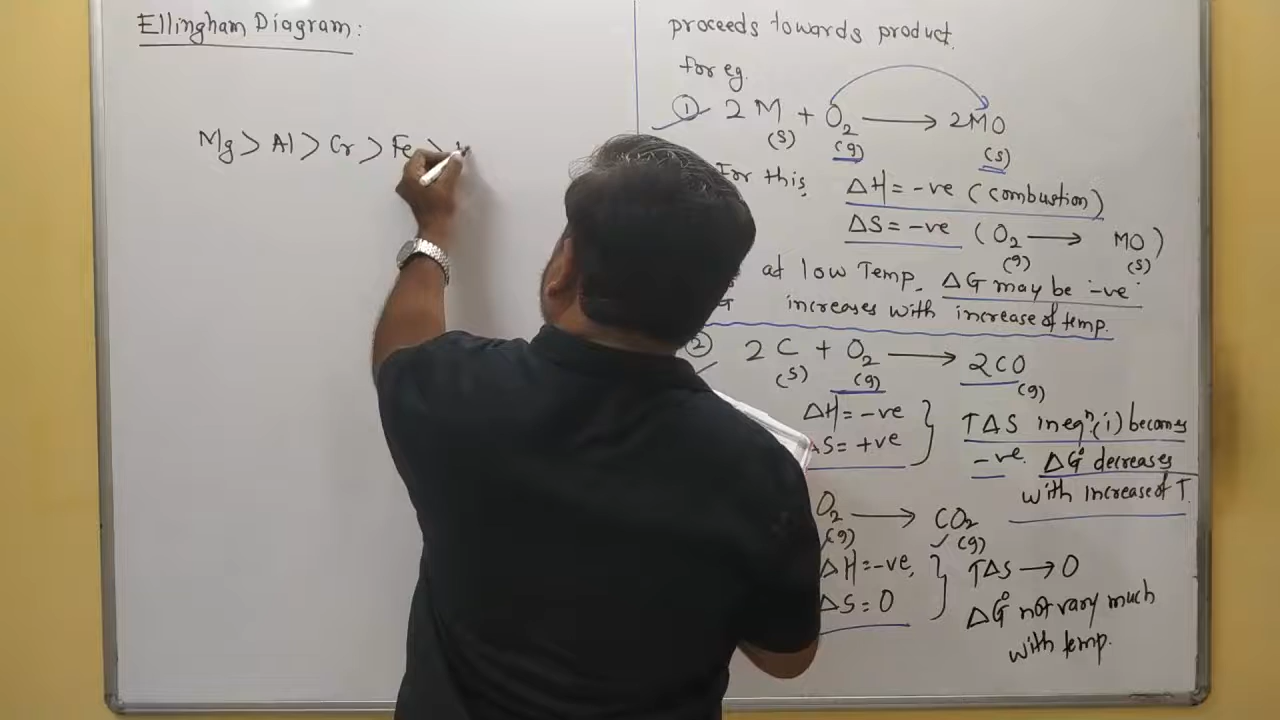 Ellingham Diagram:
Mg > Al > Cr > Fe >
proceeds towards product.
for eg.
① 2 M (s) + O₂ (g) ⟶ 2MO (s)
For this, ΔH = -ve (combustion)
ΔS = -ve (O₂ (g) ⟶ MO (s))
at low Temp. ΔG may be '-ve'
increases with increase of temp.
② 2 C (s) + O₂ (g) ⟶ 2CO (g)
ΔH = -ve
ΔS = +ve
TΔS in eqⁿ.(i) becomes
-ve. ΔG° decreases
with increase of T.
O₂ (g) ⟶ CO₂ (g)
ΔH = -ve,
ΔS = 0
TΔS ⟶ 0
ΔG° not vary much
with temp.